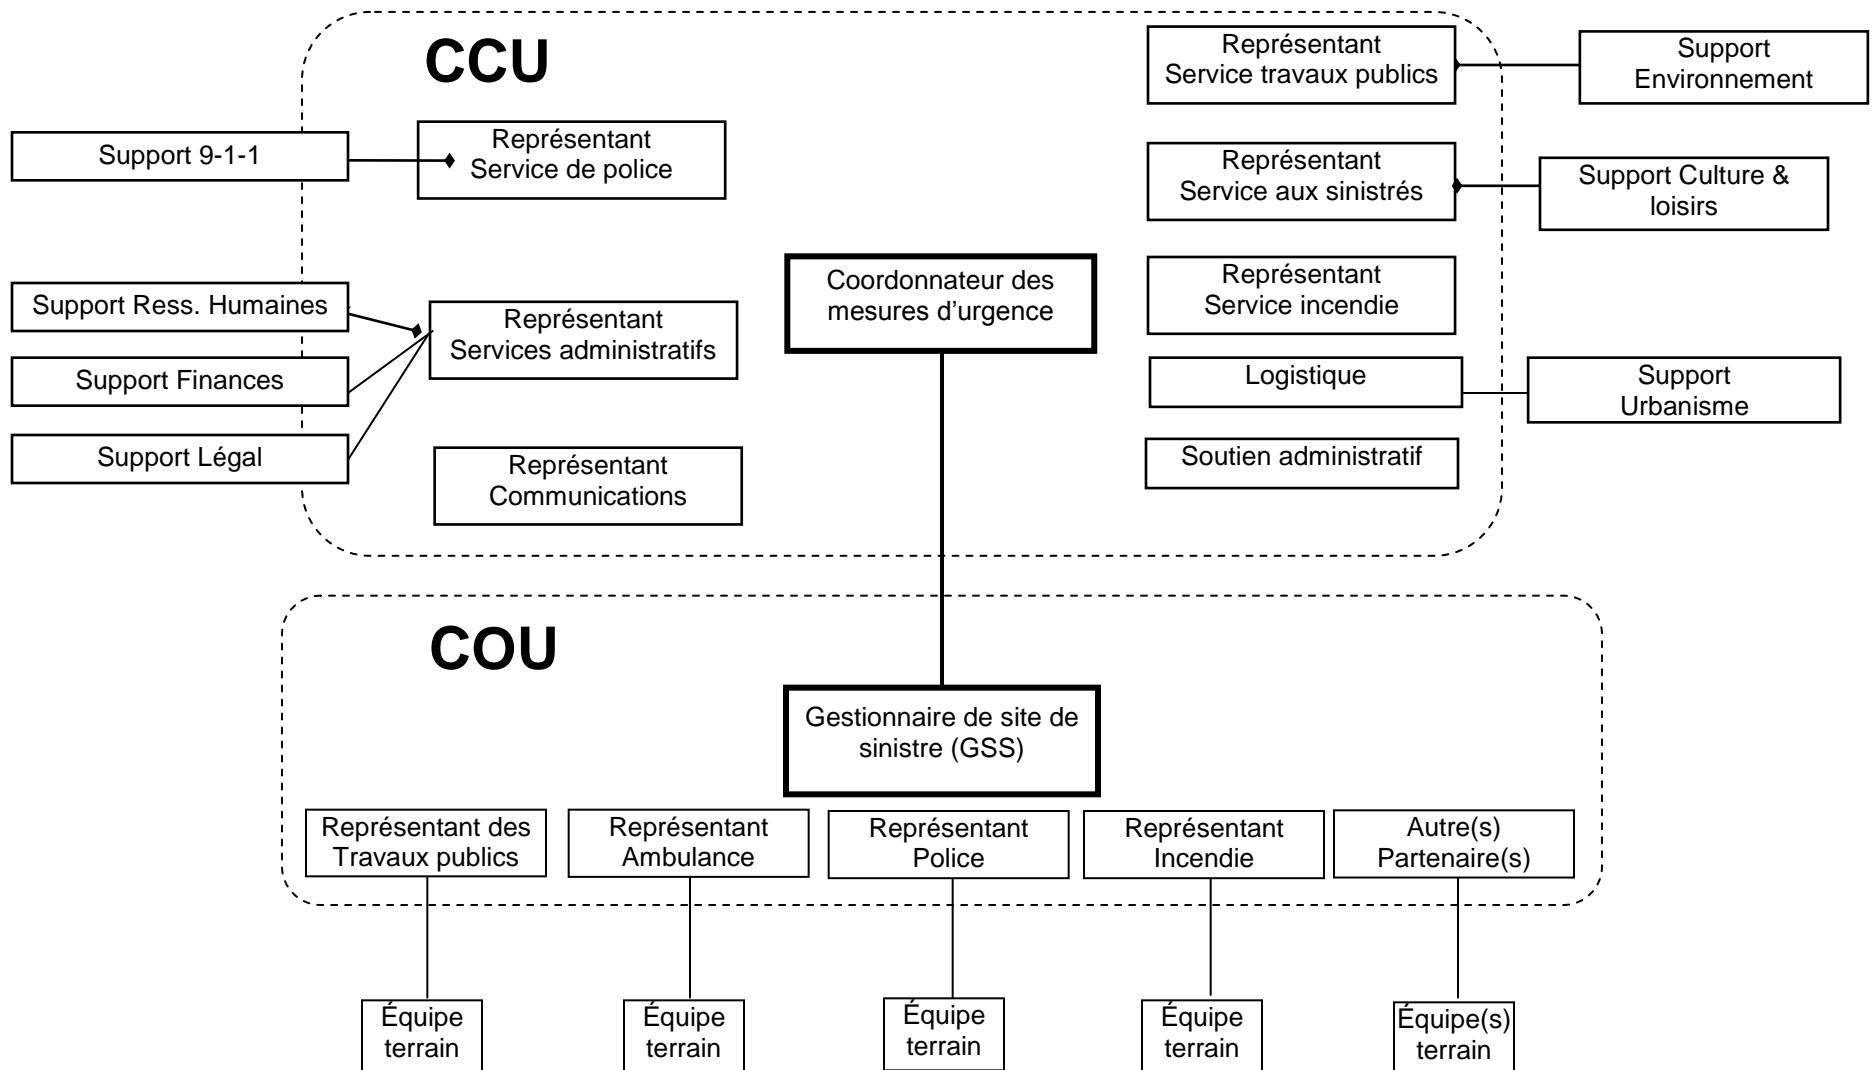 CCU
Représentant
Service travaux publics
Support
Environnement
Support 9-1-1
Représentant
Service de police
Représentant
Service aux sinistrés
Support Culture &
loisirs
Coordonnateur des
mesures d’urgence
Représentant
Service incendie
Support Ress. Humaines
Représentant
Services administratifs
Support Finances
Logistique
Support
Urbanisme
Support Légal
Représentant
Communications
Soutien administratif
COU
Gestionnaire de site de
sinistre (GSS)
Représentant des
Travaux publics
Représentant
Ambulance
Représentant
Police
Représentant
Incendie
Autre(s)
Partenaire(s)
Équipe
terrain
Équipe
terrain
Équipe
terrain
Équipe
terrain
Équipe(s)
terrain